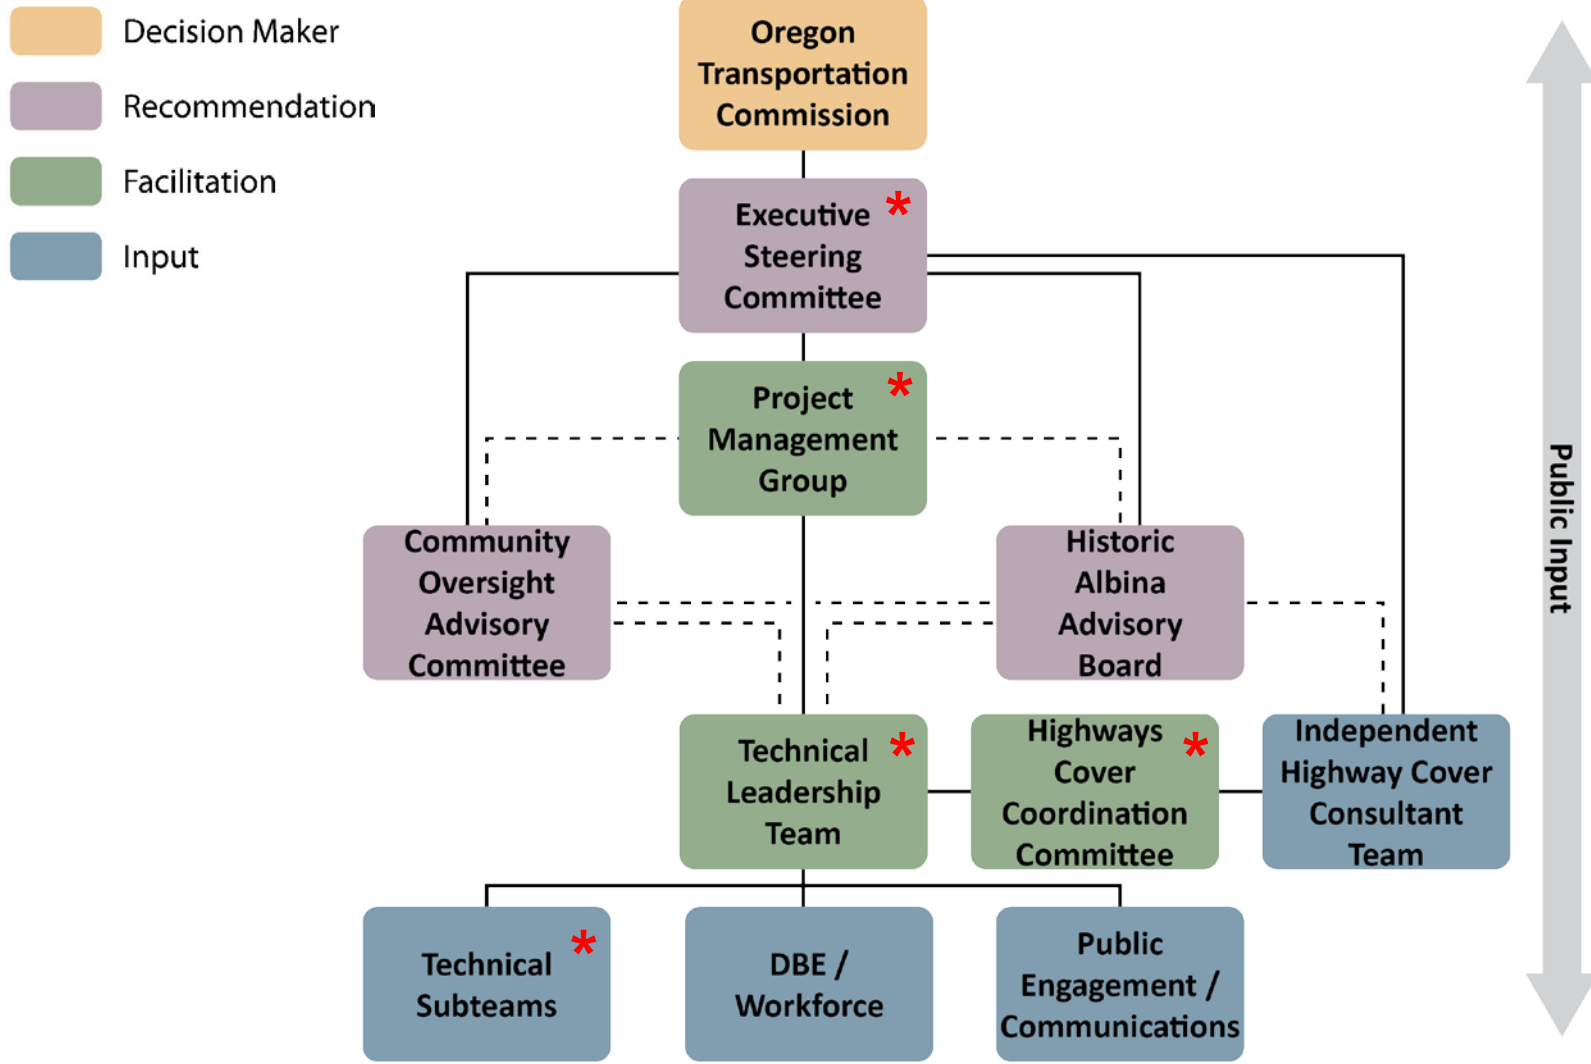 Decision Maker
Recommendation
Facilitation
Input
Oregon
Transportation
Commission
Executive *
Steering
Committee
Project *
Management
Group
Community
Oversight
Advisory
Committee
Historic
Albina
Advisory
Board
Technical *
Leadership
Team
Highways *
Cover
Coordination
Committee
Independent
Highway Cover
Consultant
Team
Technical *
Subteams
DBE /
Workforce
Public
Engagement /
Communications
Public Input